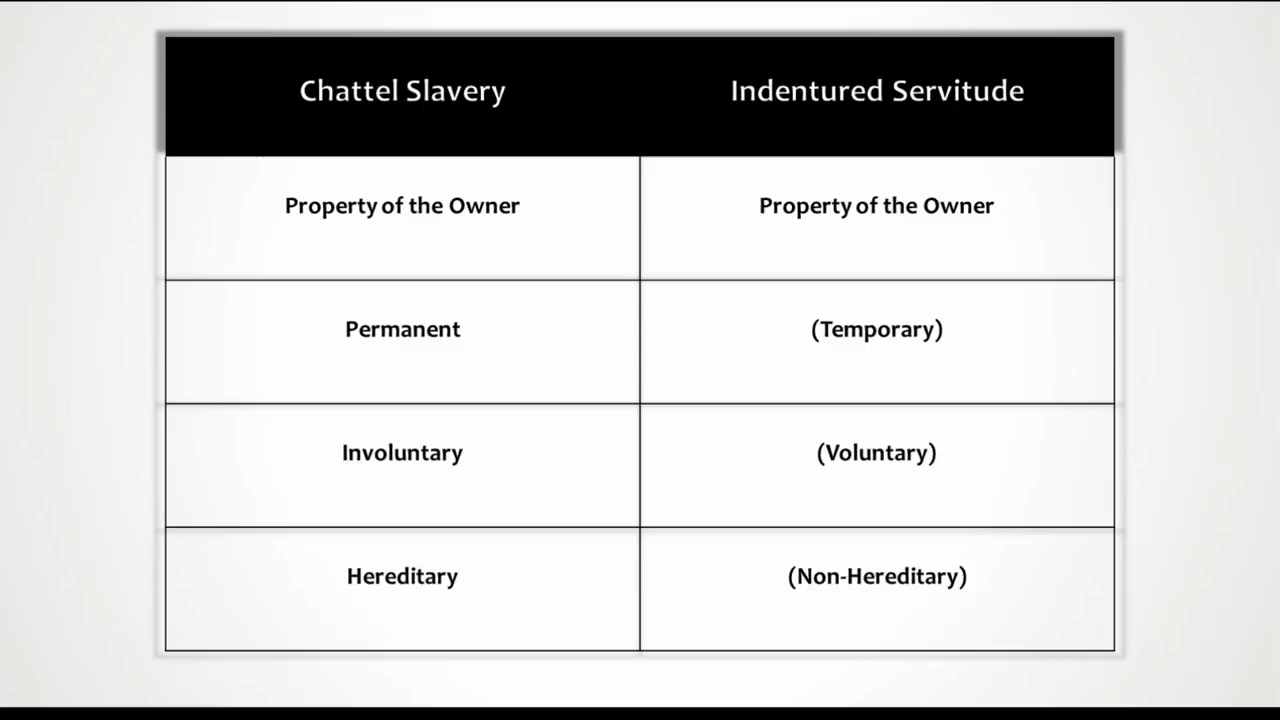 Chattel Slavery
Indentured Servitude
Property of the Owner
Property of the Owner
Permanent
(Temporary)
Involuntary
(Voluntary)
Hereditary
(Non-Hereditary)